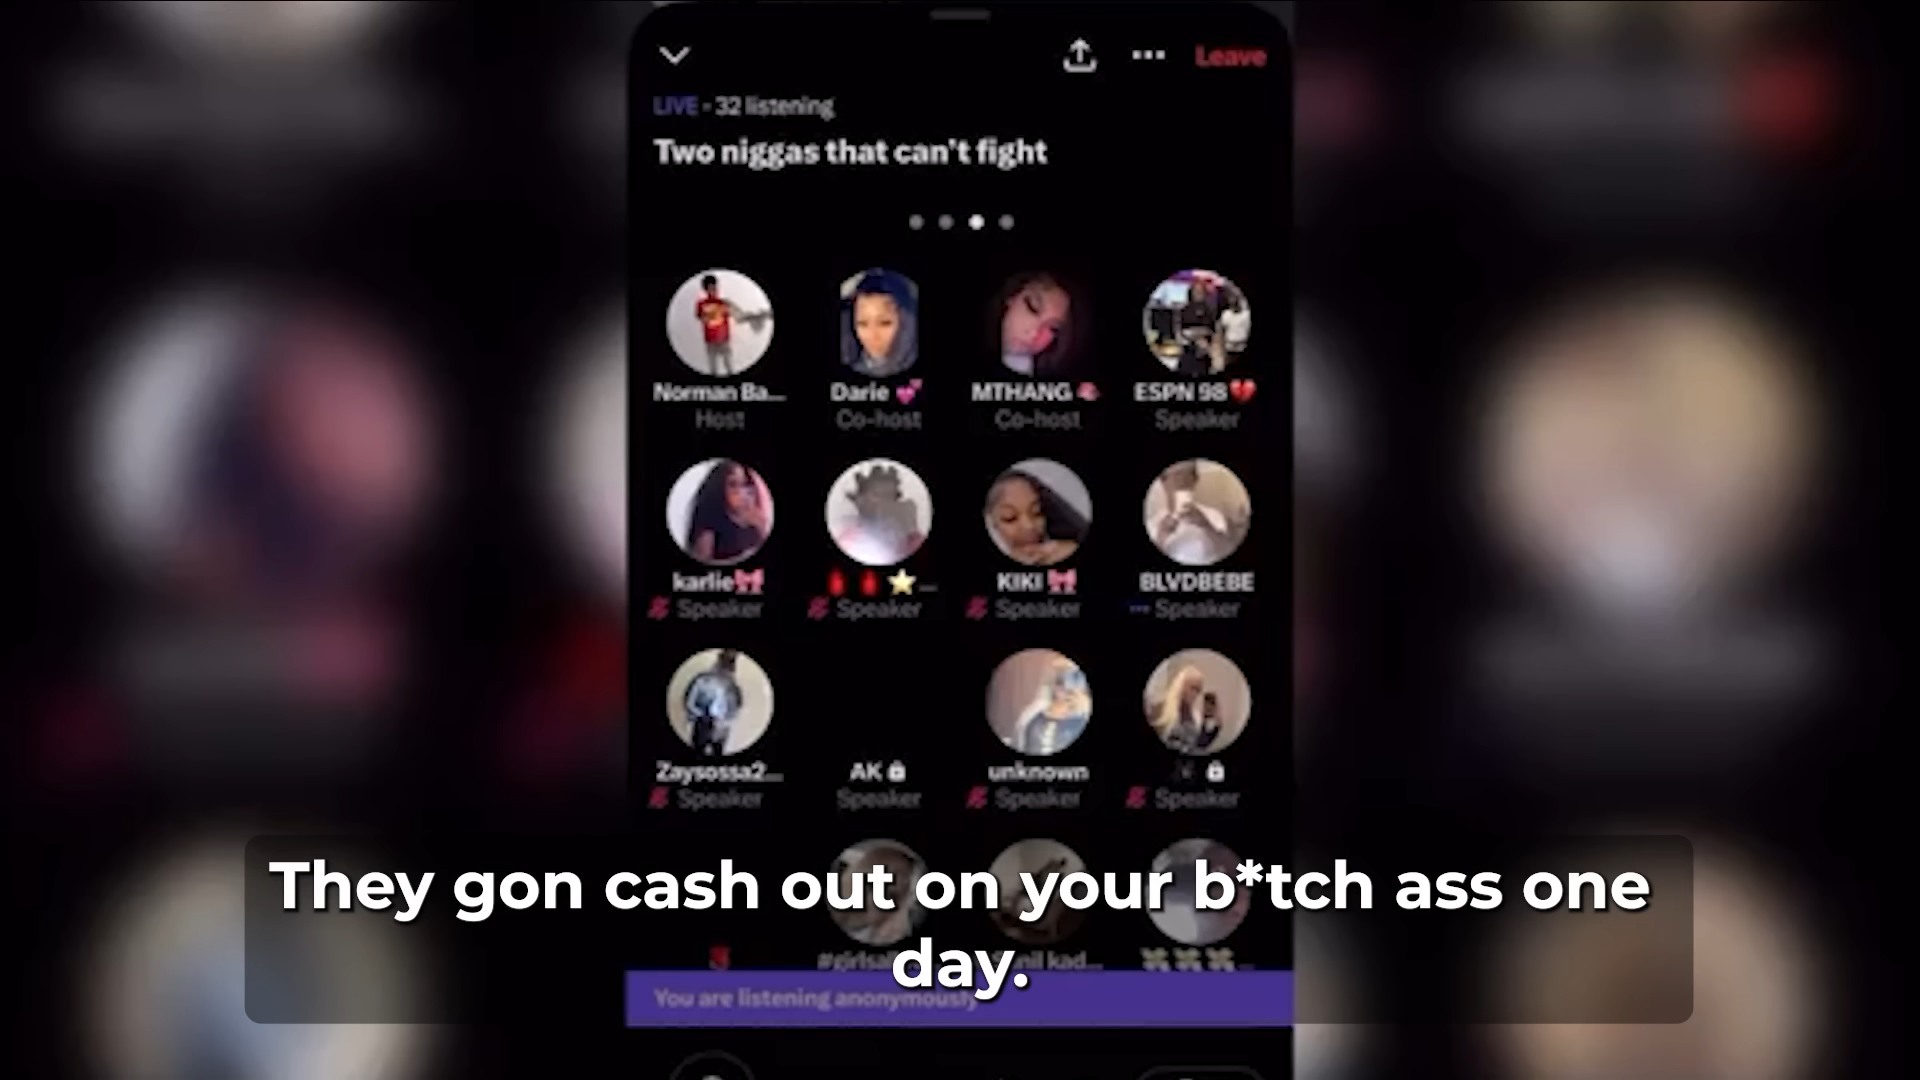 Leave
LIVE · 32 listening
Two niggas that can't fight
Norman Ba... Darie MTHANG ESPN 98
Host Co-host Co-host Speaker
karlie KIKI BLVDBEBE
Speaker Speaker Speaker Speaker
Zaysossa2... AK unknown
Speaker Speaker Speaker Speaker
They gon cash out on your b*tch ass one
day.
You are listening anonymously